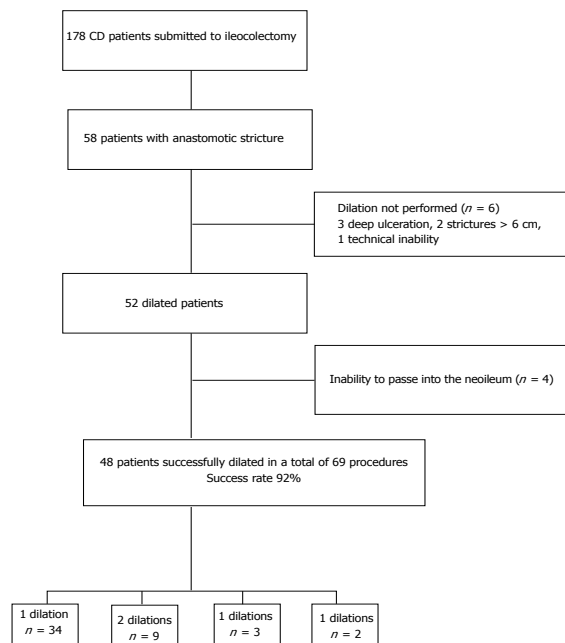 178 CD patients submitted to ileocolectomy
58 patients with anastomotic stricture
Dilation not performed (n = 6)
3 deep ulceration, 2 strictures > 6 cm,
1 technical inability
52 dilated patients
Inability to passe into the neoileum (n = 4)
48 patients successfully dilated in a total of 69 procedures
Success rate 92%
1 dilation
n = 34
2 dilations
n = 9
1 dilations
n = 3
1 dilations
n = 2